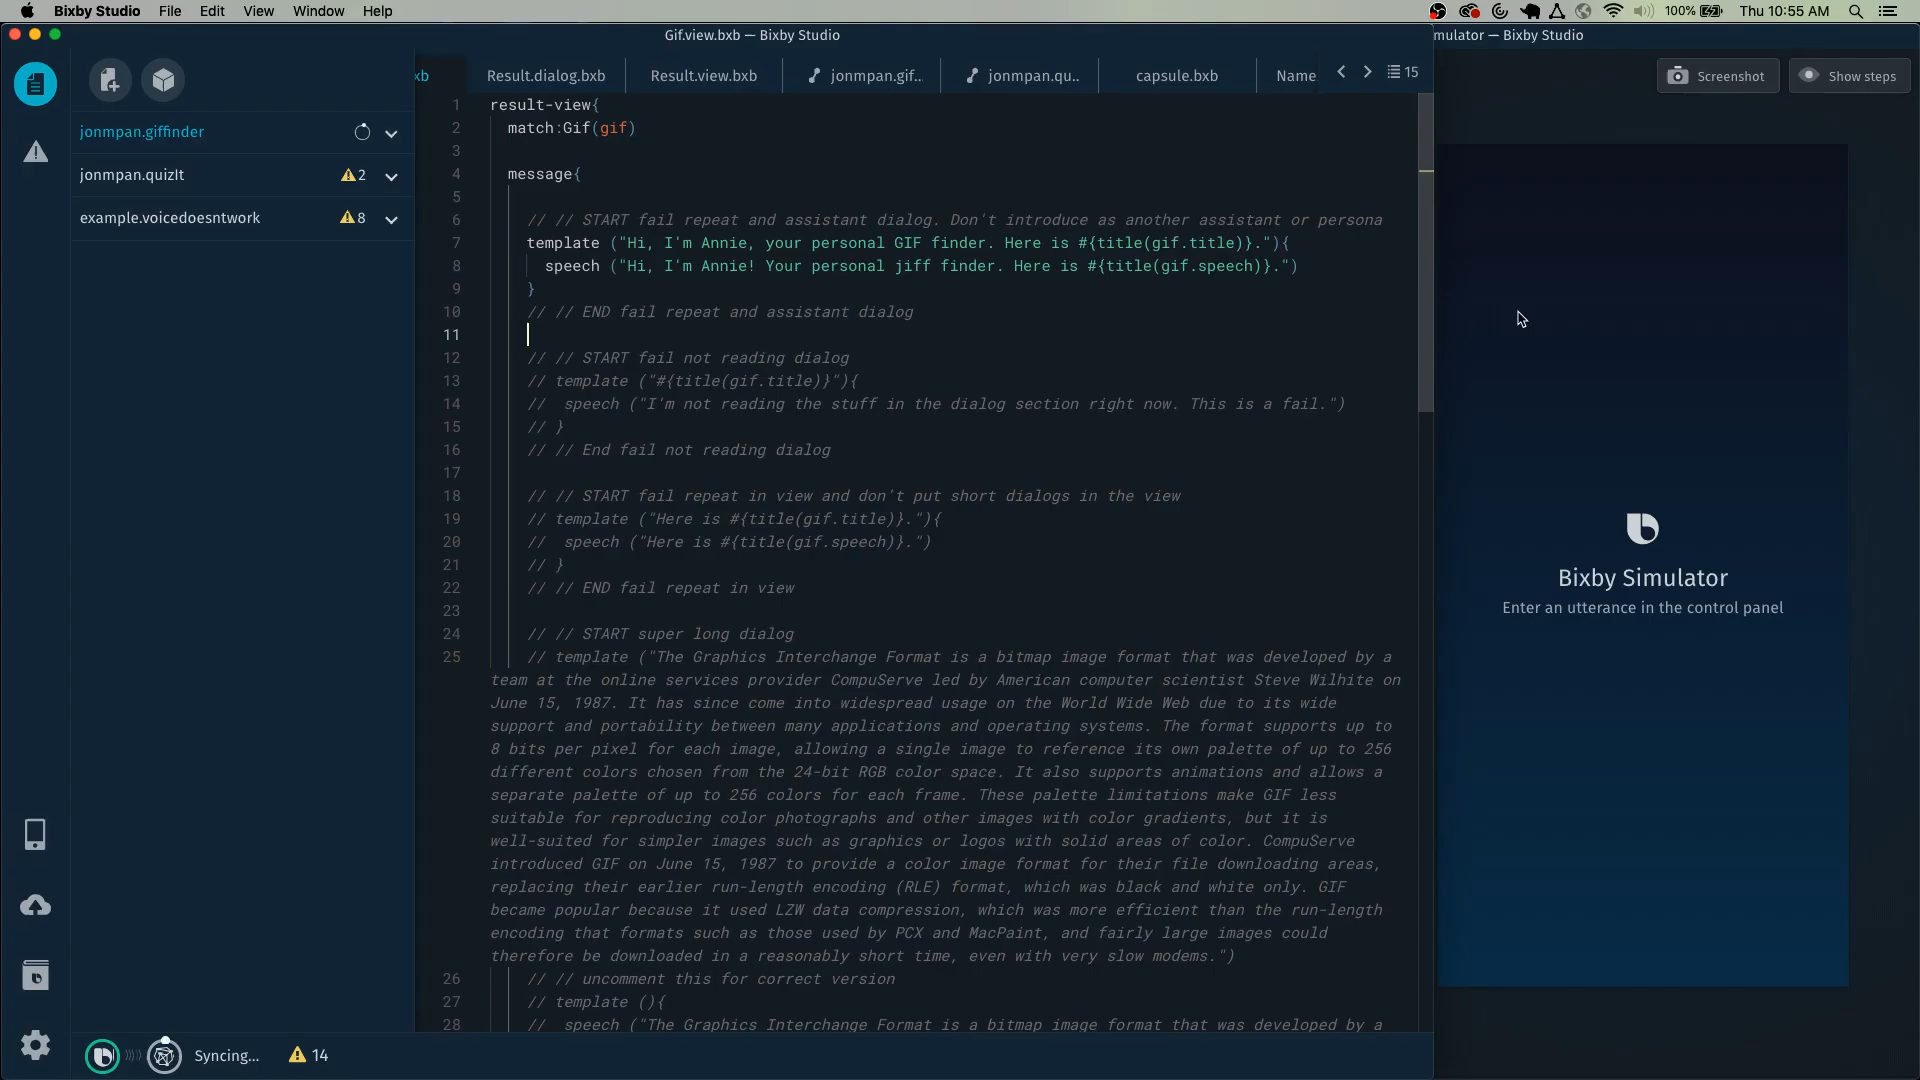 Bixby Studio File Edit View Window Help 100% Thu 10:55 AM
Gif.view.bxb — Bixby Studio
mulator — Bixby Studio
xb Result.dialog.bxb Result.view.bxb jonmpan.gif... jonmpan.qu.. capsule.bxb Name 15
Screenshot Show steps
jonmpan.giffinder
jonmpan.quizIt 2
example.voicedoesntwork 8
1 result-view{
2 match:Gif(gif)
3
4 message{
5
6 // // START fail repeat and assistant dialog. Don't introduce as another assistant or persona
7 template ("Hi, I'm Annie, your personal GIF finder. Here is #{title(gif.title)}."){
8 speech ("Hi, I'm Annie! Your personal jiff finder. Here is #{title(gif.speech)}.")
9 }
10 // // END fail repeat and assistant dialog
11
12 // // START fail not reading dialog
13 // template ("#{title(gif.title)}"){
14 // speech ("I'm not reading the stuff in the dialog section right now. This is a fail.")
15 // }
16 // // End fail not reading dialog
17
18 // // START fail repeat in view and don't put short dialogs in the view
19 // template ("Here is #{title(gif.title)}."){
20 // speech ("Here is #{title(gif.speech)}.")
21 // }
22 // // END fail repeat in view
23
24 // // START super long dialog
25 // template ("The Graphics Interchange Format is a bitmap image format that was developed by a
team at the online services provider CompuServe led by American computer scientist Steve Wilhite on
June 15, 1987. It has since come into widespread usage on the World Wide Web due to its wide
support and portability between many applications and operating systems. The format supports up to
8 bits per pixel for each image, allowing a single image to reference its own palette of up to 256
different colors chosen from the 24-bit RGB color space. It also supports animations and allows a
separate palette of up to 256 colors for each frame. These palette limitations make GIF less
suitable for reproducing color photographs and other images with color gradients, but it is
well-suited for simpler images such as graphics or logos with solid areas of color. CompuServe
introduced GIF on June 15, 1987 to provide a color image format for their file downloading areas,
replacing their earlier run-length encoding (RLE) format, which was black and white only. GIF
became popular because it used LZW data compression, which was more efficient than the run-length
encoding that formats such as those used by PCX and MacPaint, and fairly large images could
therefore be downloaded in a reasonably short time, even with very slow modems.")
26 // // uncomment this for correct version
27 // template (){
28 // speech ("The Graphics Interchange Format is a bitmap image format that was developed by a
Bixby Simulator
Enter an utterance in the control panel
Syncing... 14